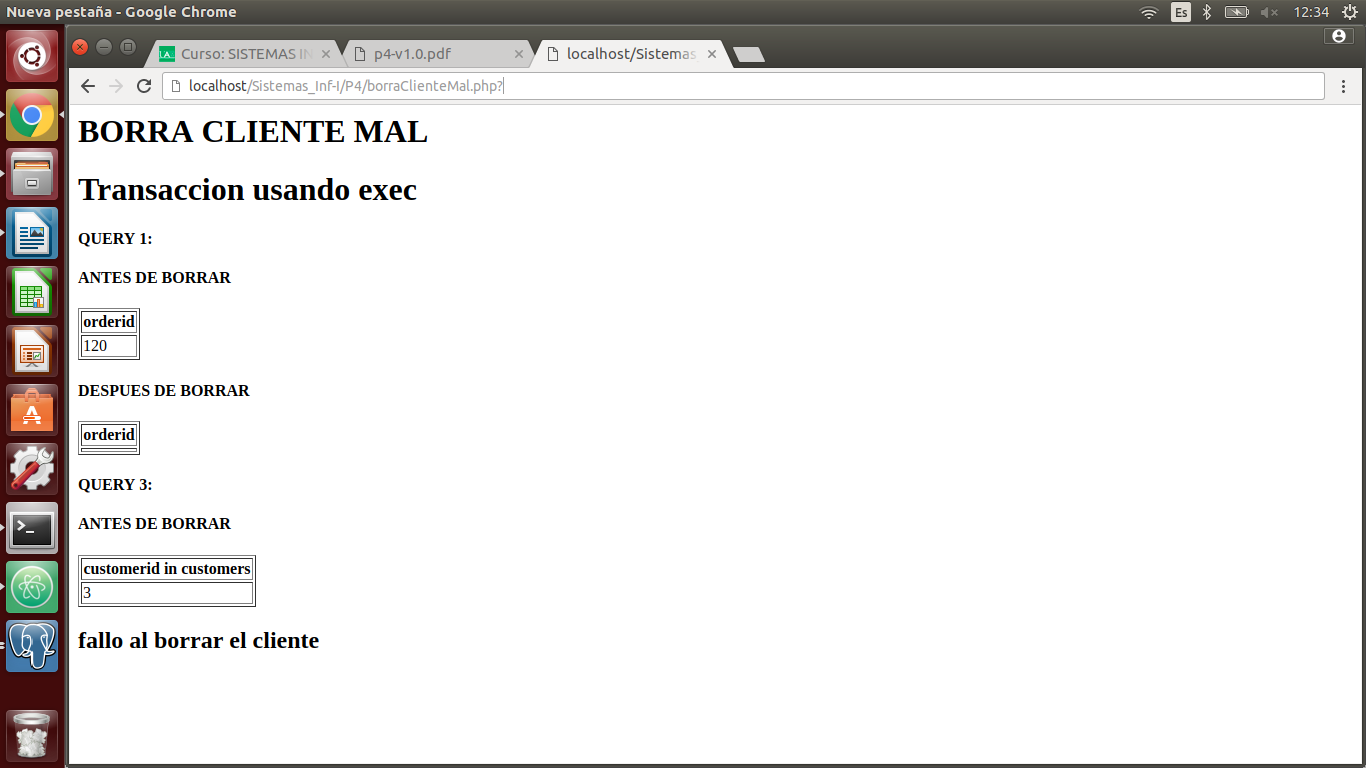 Nueva pestaña - Google Chrome
Es
12:34
Curso: SISTEMAS IN
p4-v1.0.pdf
localhost/Sistemas
localhost/Sistemas_Inf-I/P4/borraClienteMal.php?
BORRA CLIENTE MAL
Transaccion usando exec
QUERY 1:
ANTES DE BORRAR
orderid
120
DESPUES DE BORRAR
orderid
QUERY 3:
ANTES DE BORRAR
customerid in customers
3
fallo al borrar el cliente